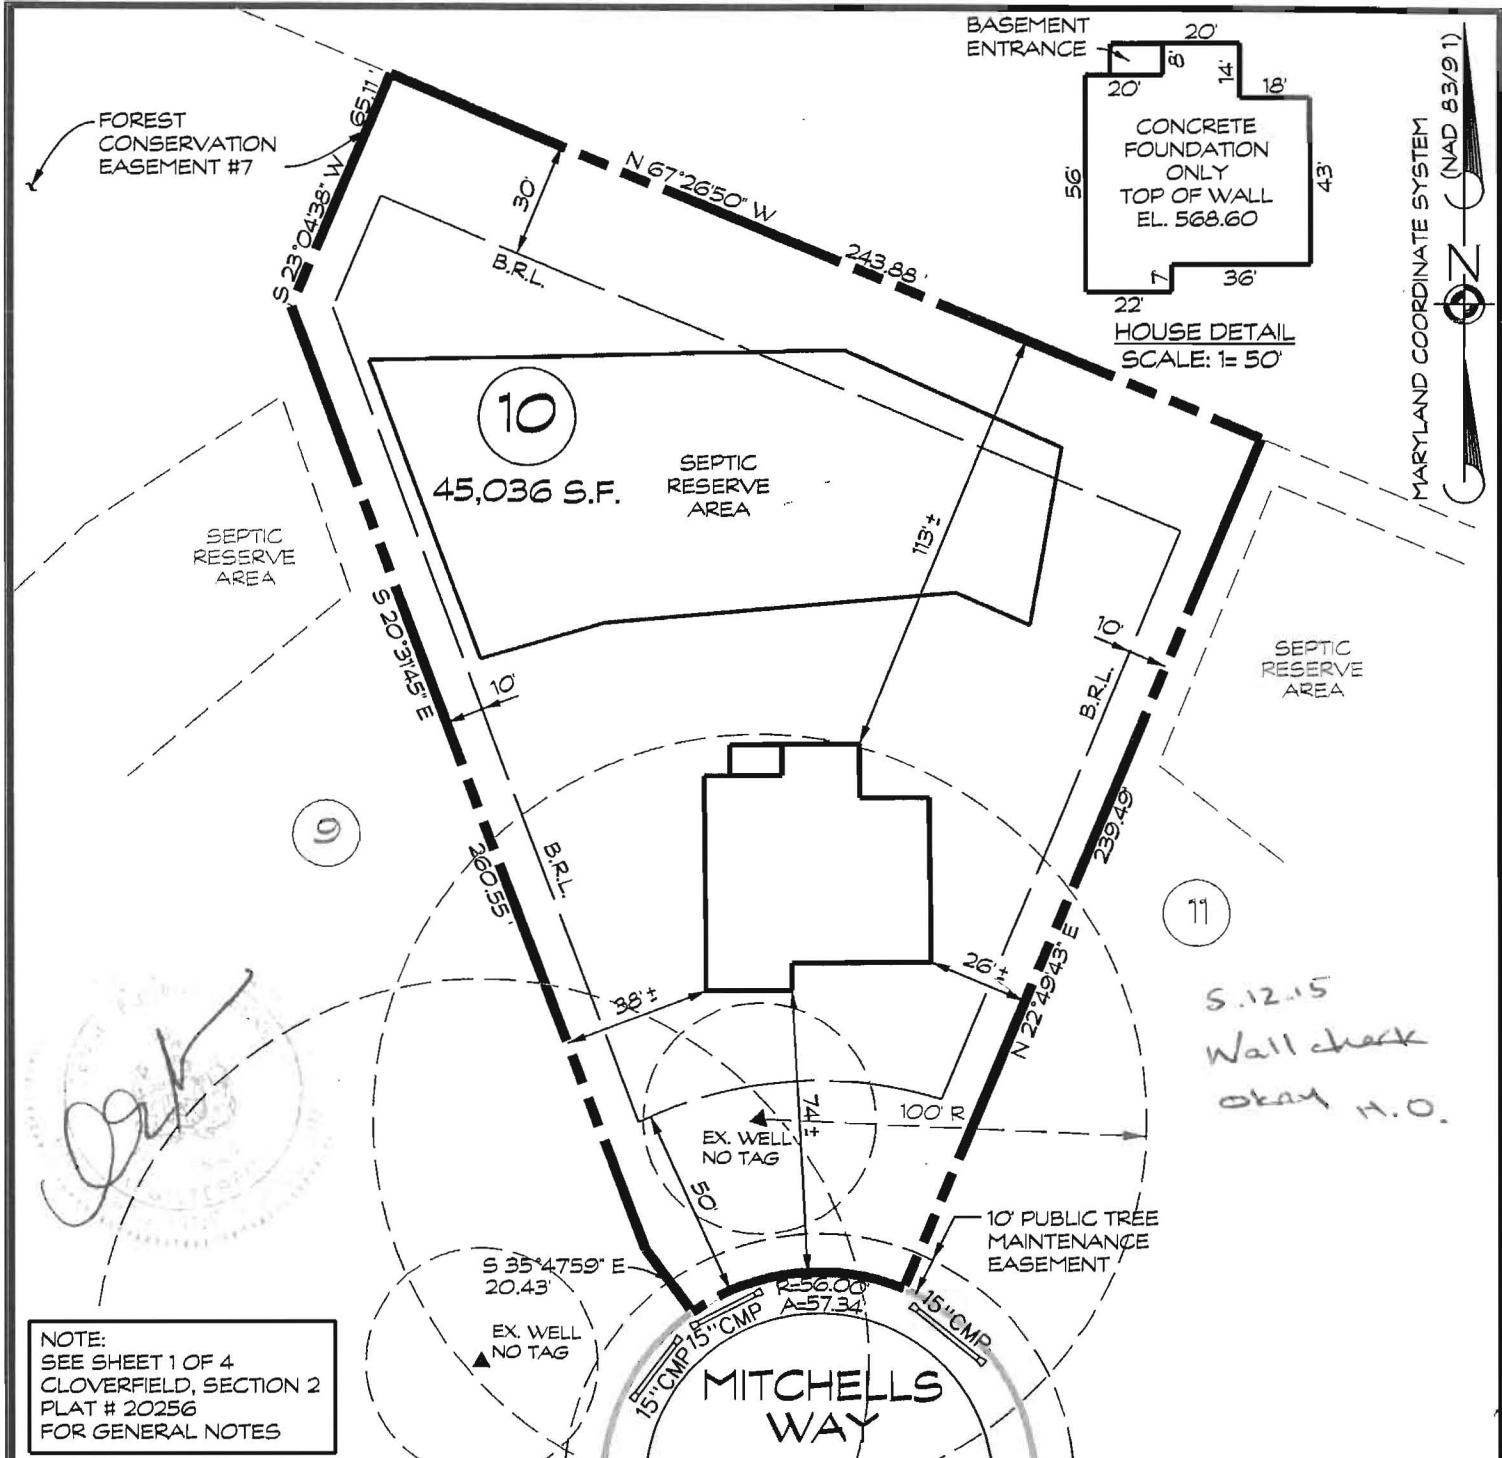 BASEMENT
ENTRANCE
20'
8'
14'
20'
18'
56'
43'
CONCRETE
FOUNDATION
ONLY
TOP OF WALL
EL. 568.60
7'
36'
22'
HOUSE DETAIL
SCALE: 1= 50'
MARYLAND COORDINATE SYSTEM
(NAD 83/91)
N
FOREST
CONSERVATION
EASEMENT #7
S 23°04'38" W 65.11'
N 67°26'50" W 243.88'
30'
B.R.L.
10
45,036 S.F.
SEPTIC
RESERVE
AREA
113'±
SEPTIC
RESERVE
AREA
S 20°31'45" E 260.55'
10'
B.R.L.
10'
B.R.L.
SEPTIC
RESERVE
AREA
239.49'
N 22°49'43" E
9
11
38'±
26'±
74'±
100' R
EX. WELL
NO TAG
50'
5.12.15
Wall check
okay H.O.
10' PUBLIC TREE
MAINTENANCE
EASEMENT
S 35°47'59" E
20.43'
R=56.00'
A=57.34'
15"CMP
15"CMP
15"CMP
EX. WELL
NO TAG
MITCHELLS
WAY
NOTE:
SEE SHEET 1 OF 4
CLOVERFIELD, SECTION 2
PLAT # 20256
FOR GENERAL NOTES